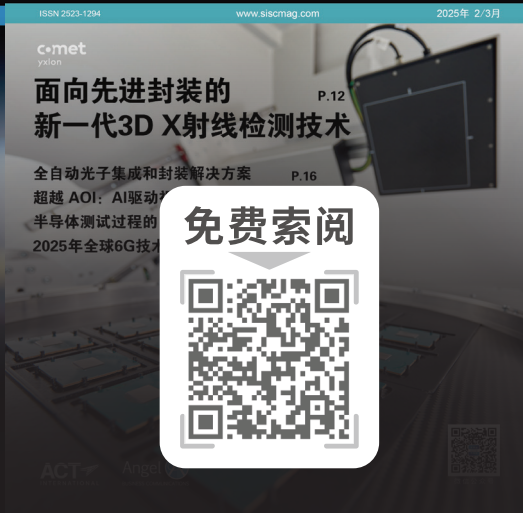 ISSN 2523-1294
www.siscmag.com
2025年 2/3月
comet
yxlon
面向先进封装的
P.12
新一代3D X射线检测技术
全自动光子集成和封装解决方案
P.16
超越 AOI：AI驱动
半导体测试过程的
2025年全球6G技术
免费索阅
ACT
Angel